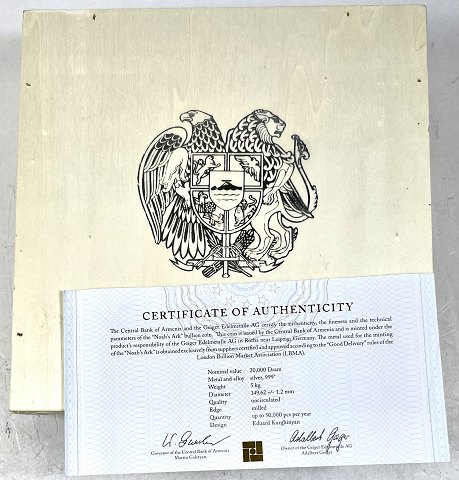 CERTIFICATE OF AUTHENTICITY
The Central Bank of Armenia and the Geiger Edelmetalle AG certify the authenticity, the fineness and the technical
parameters of the "Noah's Ark" bullion coin. This coin is issued by the Central Bank of Armenia and is minted under the
product's responsibility of the Geiger Edelmetalle AG in Rötha near Leipzig, Germany. The metal used for the minting
of the "Noah's Ark" is obtained exclusively from suppliers certified and approved according to the "Good Delivery" rules of the
London Bullion Market Association (LBMA).
Nominal value 20,000 Dram
Metal and alloy silver, 999°
Weight 5 kg
Diameter 149.62 +/- 1.2 mm
Quality uncirculated
Edge milled
Quantity up to 50,000 pcs per year
Design Eduard Kurghinyan
Governor of the Central Bank of Armenia
Owner of the Geiger Edelmetalle AG
Adalbert Geiger